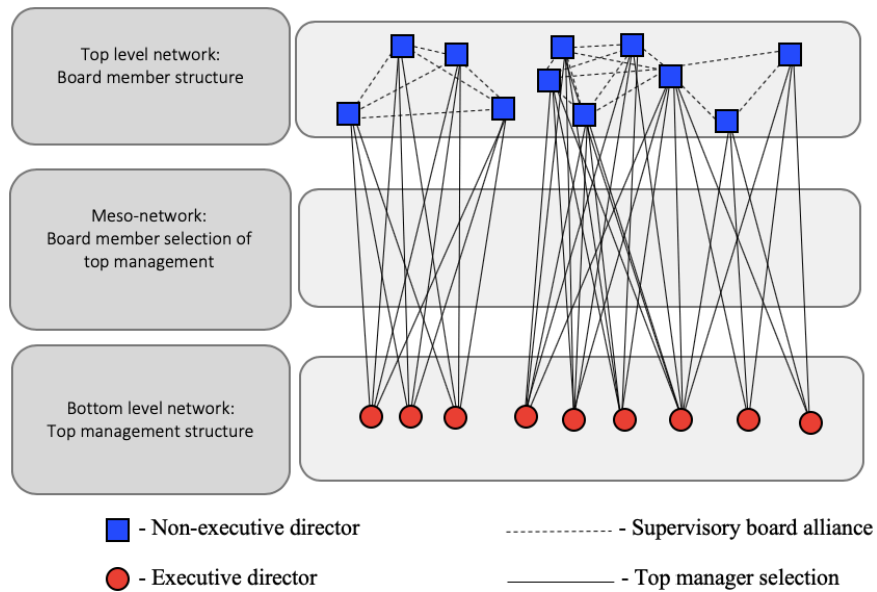 Top level network:
Board member structure
Meso-network:
Board member selection of
top management
Bottom level network:
Top management structure
- Non-executive director
- Supervisory board alliance
- Executive director
- Top manager selection